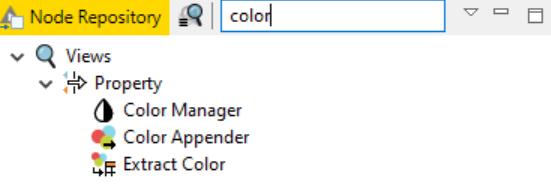 Node Repository color
Views
Property
Color Manager
Color Appender
Extract Color